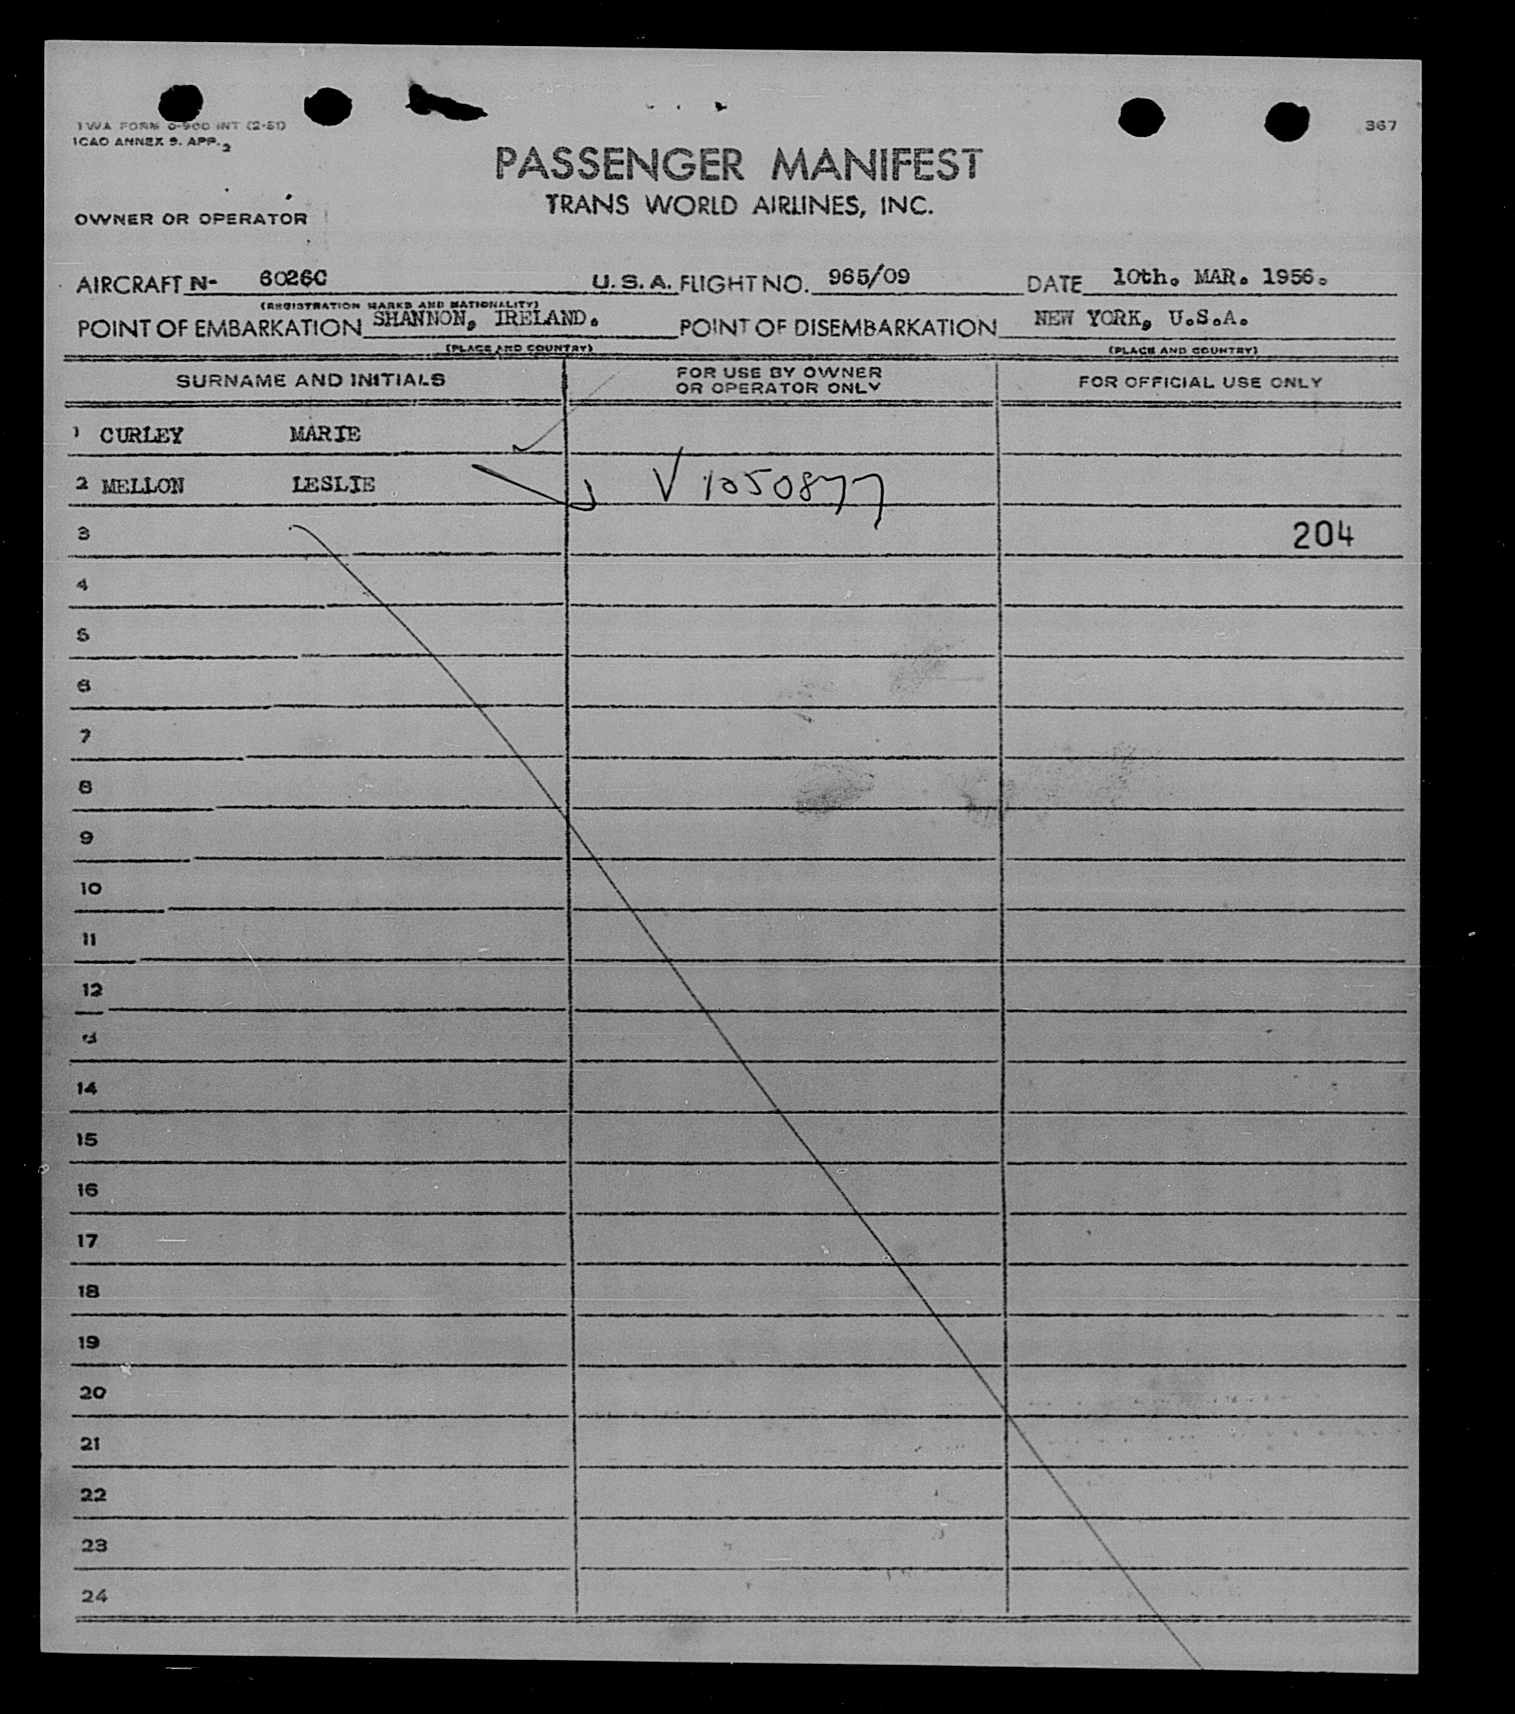 TWA FORM O-900 INT (2-51)
367
ICAO ANNEX 9. APP. 2
PASSENGER MANIFEST
TRANS WORLD AIRLINES, INC.
OWNER OR OPERATOR
AIRCRAFT N- 6026C U.S.A. FLIGHT NO. 965/09 DATE 10th. MAR. 1956.
(REGISTRATION MARKS AND NATIONALITY)
POINT OF EMBARKATION SHANNON, IRELAND. POINT OF DISEMBARKATION NEW YORK, U.S.A.
(PLACE AND COUNTRY) (PLACE AND COUNTRY)
SURNAME AND INITIALS FOR USE BY OWNER OR OPERATOR ONLY FOR OFFICIAL USE ONLY
1 CURLEY MARIE
2 MELLON LESLIE V 1050877
3 204
4
5
6
7
8
9
10
11
12
14
15
16
17
18
19
20
21
22
23
24